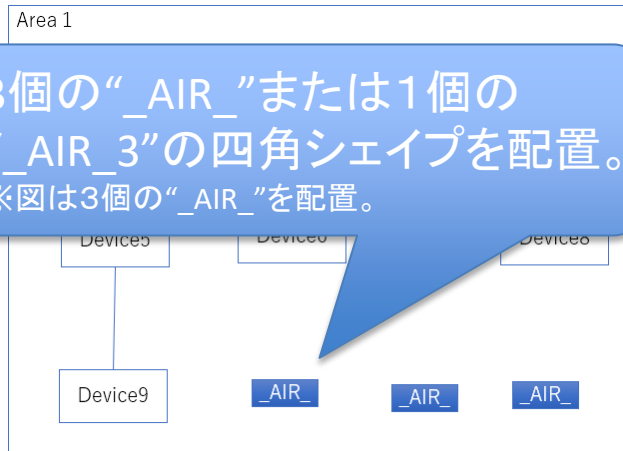 Area 1
3個の“_AIR_”または１個の
“_AIR_3”の四角シェイプを配置。
※図は３個の“_AIR_”を配置。
Device5 Device6 Device8
Device9 _AIR_ _AIR_ _AIR_